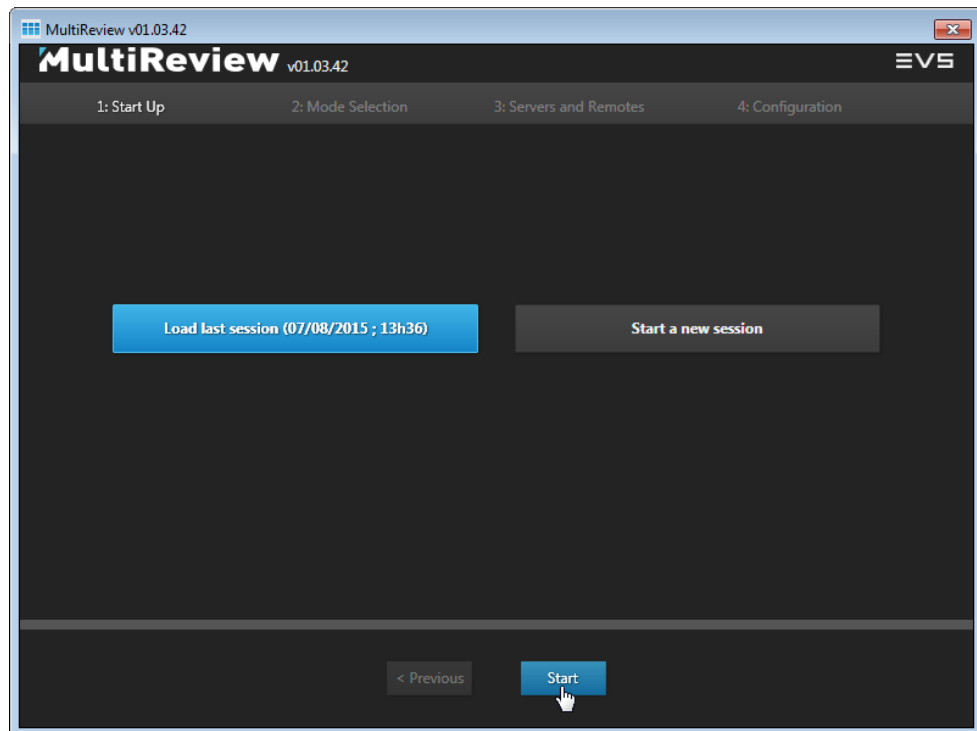 MultiReview v01.03.42
MultiReview v01.03.42
EVS
1: Start Up 2: Mode Selection 3: Servers and Remotes 4: Configuration
Load last session (07/08/2015 ; 13h36) Start a new session
< Previous Start